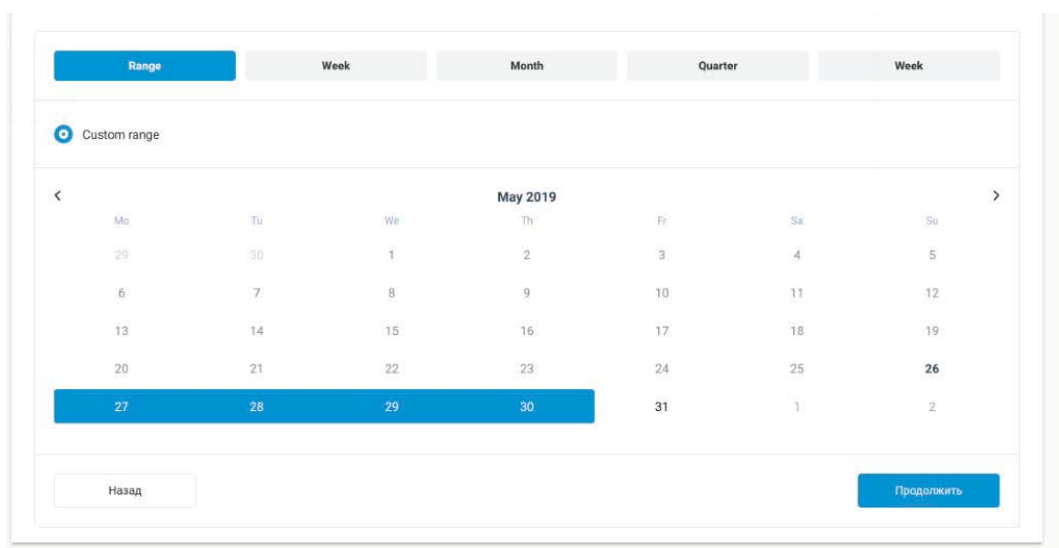 Range Week Month Quarter Week
Custom range
May 2019
Mo Tu We Th Fr Sa Su
29 30 1 2 3 4 5
6 7 8 9 10 11 12
13 14 15 16 17 18 19
20 21 22 23 24 25 26
27 28 29 30 31 1 2
Назад Продолжить